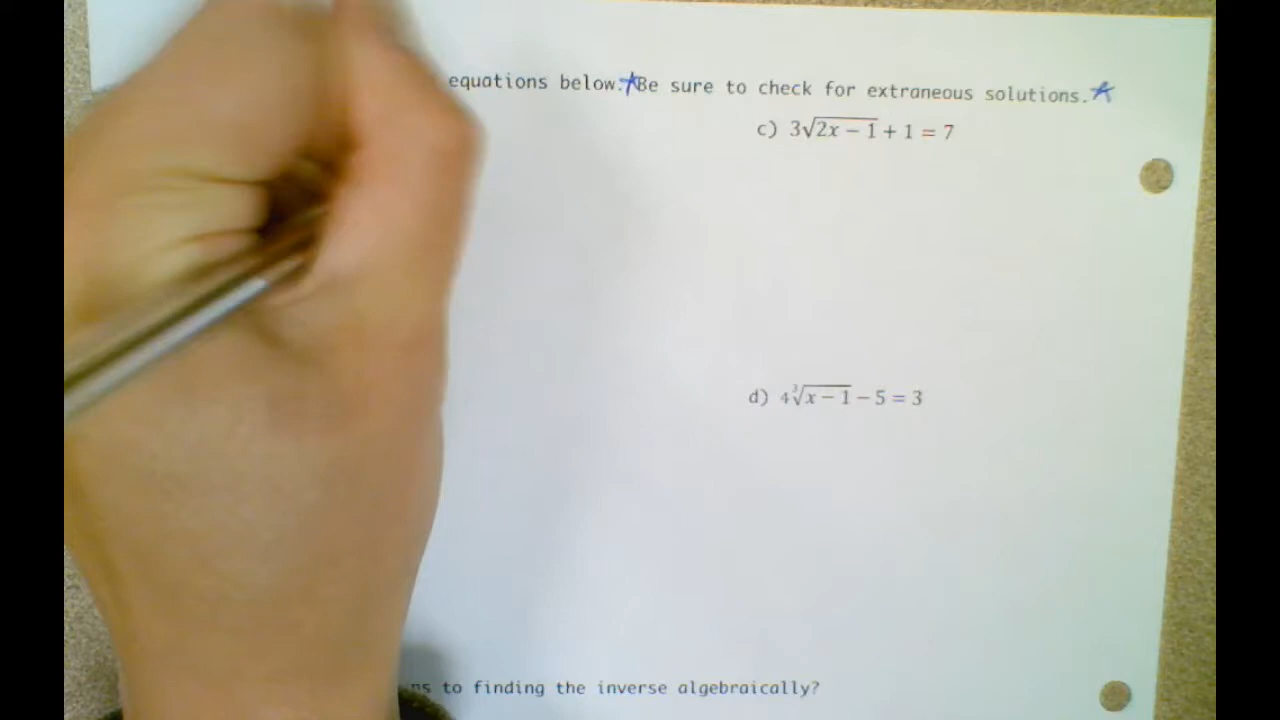 equations below. Be sure to check for extraneous solutions.
c) 3√(2x − 1) + 1 = 7
d) 4∛(x − 1) − 5 = 3
to finding the inverse algebraically?